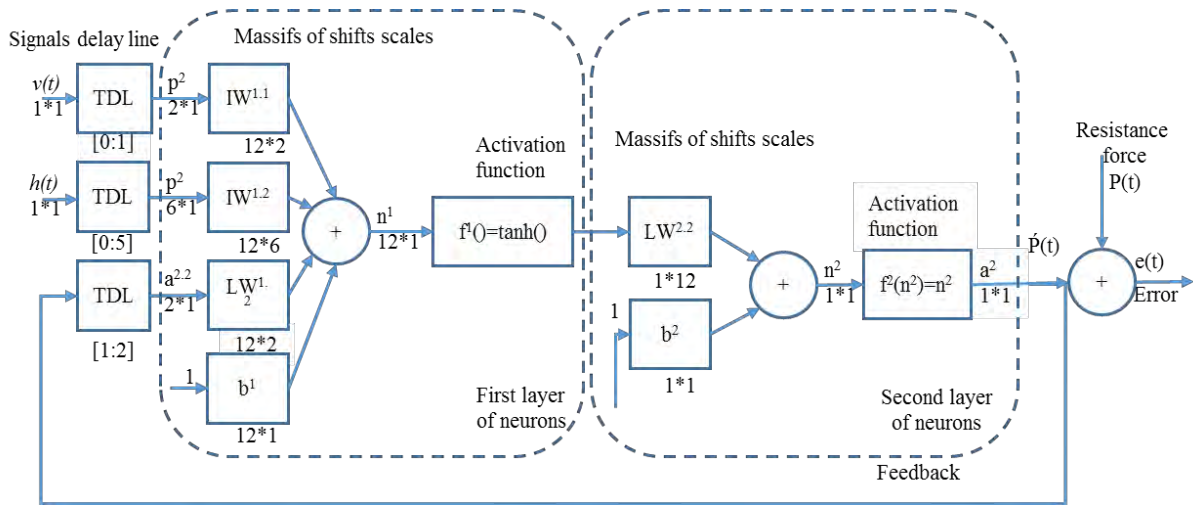 Signals delay line
Massifs of shifts scales
v(t)
1*1
TDL
[0:1]
p²
2*1
IW¹·¹
12*2
h(t)
1*1
TDL
[0:5]
p²
6*1
IW¹·²
12*6
TDL
[1:2]
a²·²
2*1
LW¹·
²
12*2
1
b¹
12*1
+
n¹
12*1
Activation
function
f¹()=tanh()
First layer
of neurons
Massifs of shifts scales
LW²·²
1*12
1
b²
1*1
+
n²
1*1
Activation
function
f²(n²)=n²
a²
1*1
Second layer
of neurons
Ṕ(t)
Resistance
force
P(t)
+
e(t)
Error
Feedback